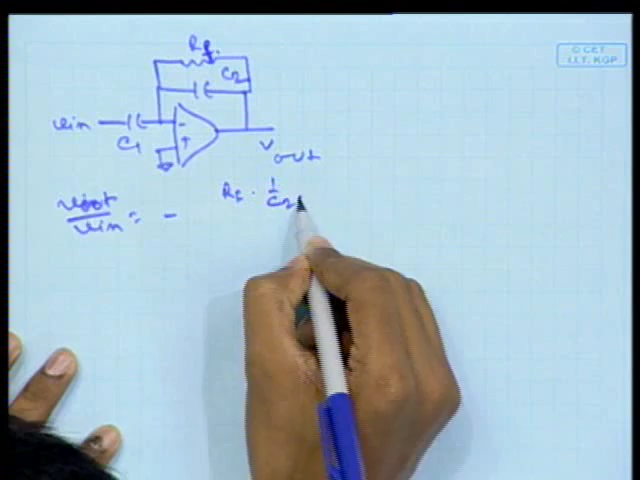 © CET
I.I.T. KGP
Rf.
C2
vin
C1
-
+
Vout
vout/vin = - Rf . 1/C2